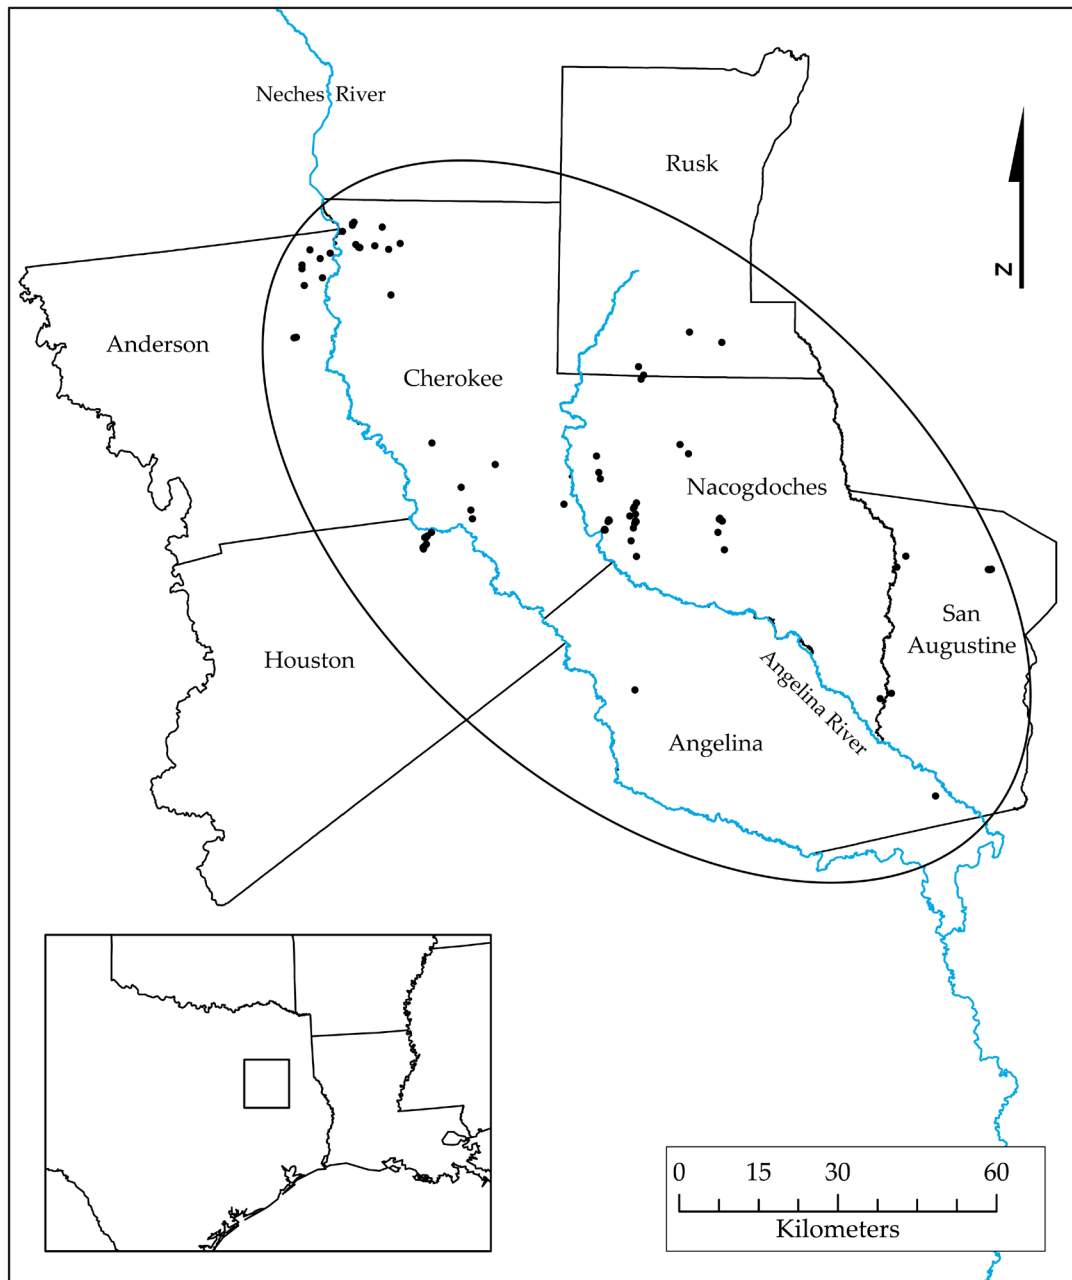 Neches River
Rusk
N
Anderson
Cherokee
Nacogdoches
San
Augustine
Houston
Angelina River
Angelina
0 15 30 60
Kilometers